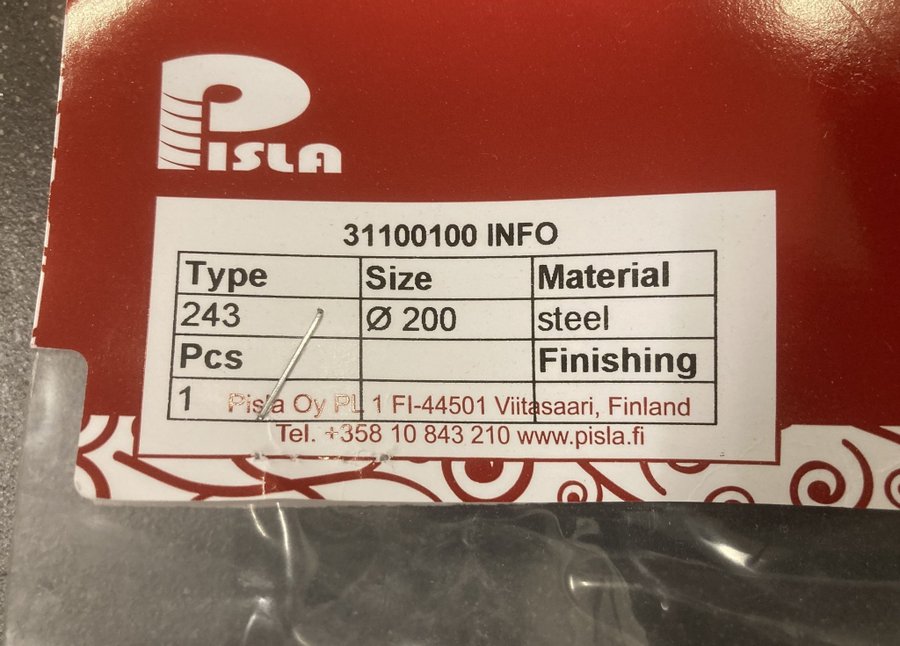 PISLA
31100100 INFO
Type Size Material
243 Ø 200 steel
Pcs Finishing
1
Pisla Oy PL 1 FI-44501 Viitasaari, Finland
Tel. +358 10 843 210 www.pisla.fi